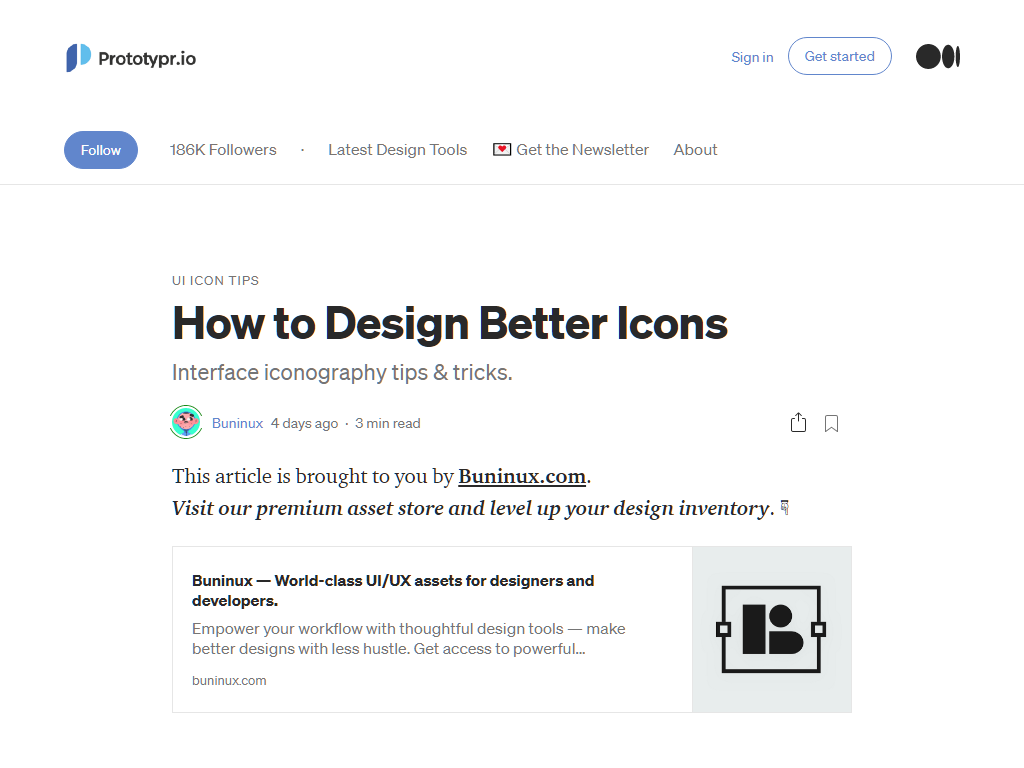 Prototypr.io
Sign in
Get started
Follow
186K Followers
·
Latest Design Tools
💌 Get the Newsletter
About
UI ICON TIPS
How to Design Better Icons
Interface iconography tips & tricks.
Buninux 4 days ago · 3 min read
This article is brought to you by Buninux.com.
Visit our premium asset store and level up your design inventory. 👇
Buninux — World-class UI/UX assets for designers and
developers.
Empower your workflow with thoughtful design tools — make
better designs with less hustle. Get access to powerful...
buninux.com